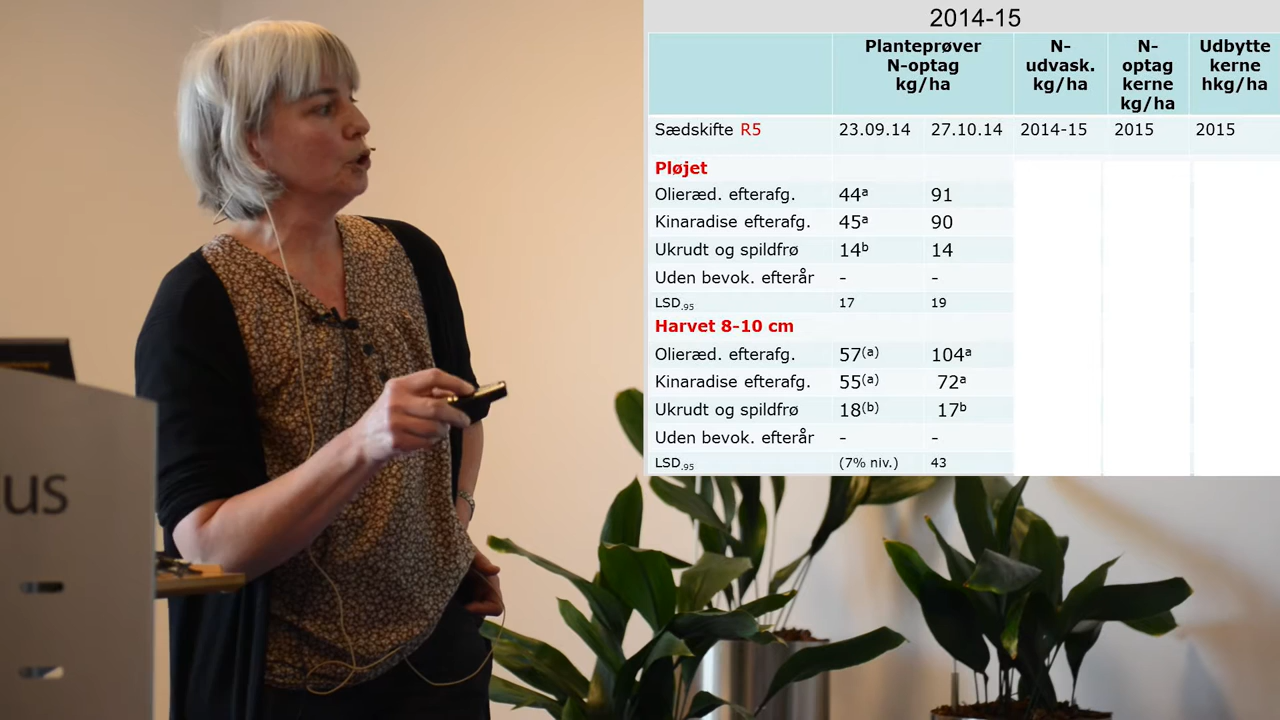 2014-15
Planteprøver N-optag kg/ha | N-udvask. kg/ha | N-optag kerne kg/ha | Udbytte kerne hkg/ha
Sædskifte R5 | 23.09.14 | 27.10.14 | 2014-15 | 2015 | 2015
Pløjet
Olieræd. efterafg. | 44ᵃ | 91
Kinaradise efterafg. | 45ᵃ | 90
Ukrudt og spildfrø | 14ᵇ | 14
Uden bevok. efterår | - | -
LSD.95 | 17 | 19
Harvet 8-10 cm
Olieræd. efterafg. | 57⁽ᵃ⁾ | 104ᵃ
Kinaradise efterafg. | 55⁽ᵃ⁾ | 72ᵃ
Ukrudt og spildfrø | 18⁽ᵇ⁾ | 17ᵇ
Uden bevok. efterår | - | -
LSD.95 | (7% niv.) | 43
us